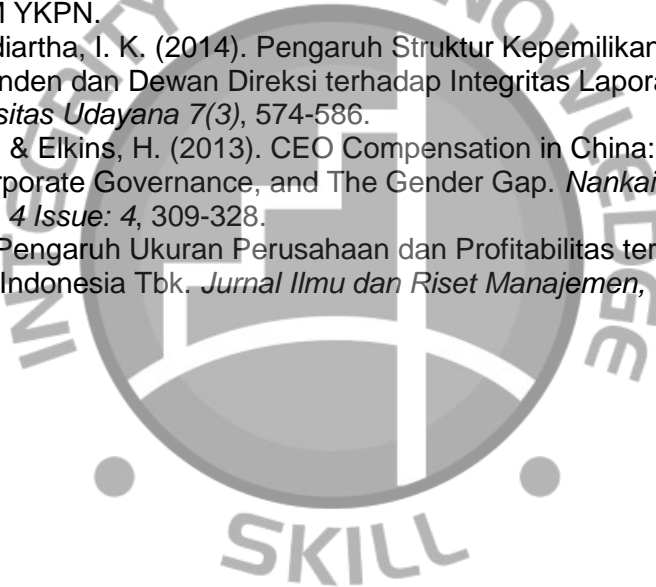 M YKPN.
diartha, I. K. (2014). Pengaruh Struktur Kepemilikan
nden dan Dewan Direksi terhadap Integritas Lapora
sitas Udayana 7(3), 574-586.
& Elkins, H. (2013). CEO Compensation in China:
rporate Governance, and The Gender Gap. Nankai
4 Issue: 4, 309-328.
Pengaruh Ukuran Perusahaan dan Profitabilitas ter
Indonesia Tbk. Jurnal Ilmu dan Riset Manajemen,
INTEGRITY
NOWLEDGE
SKILL